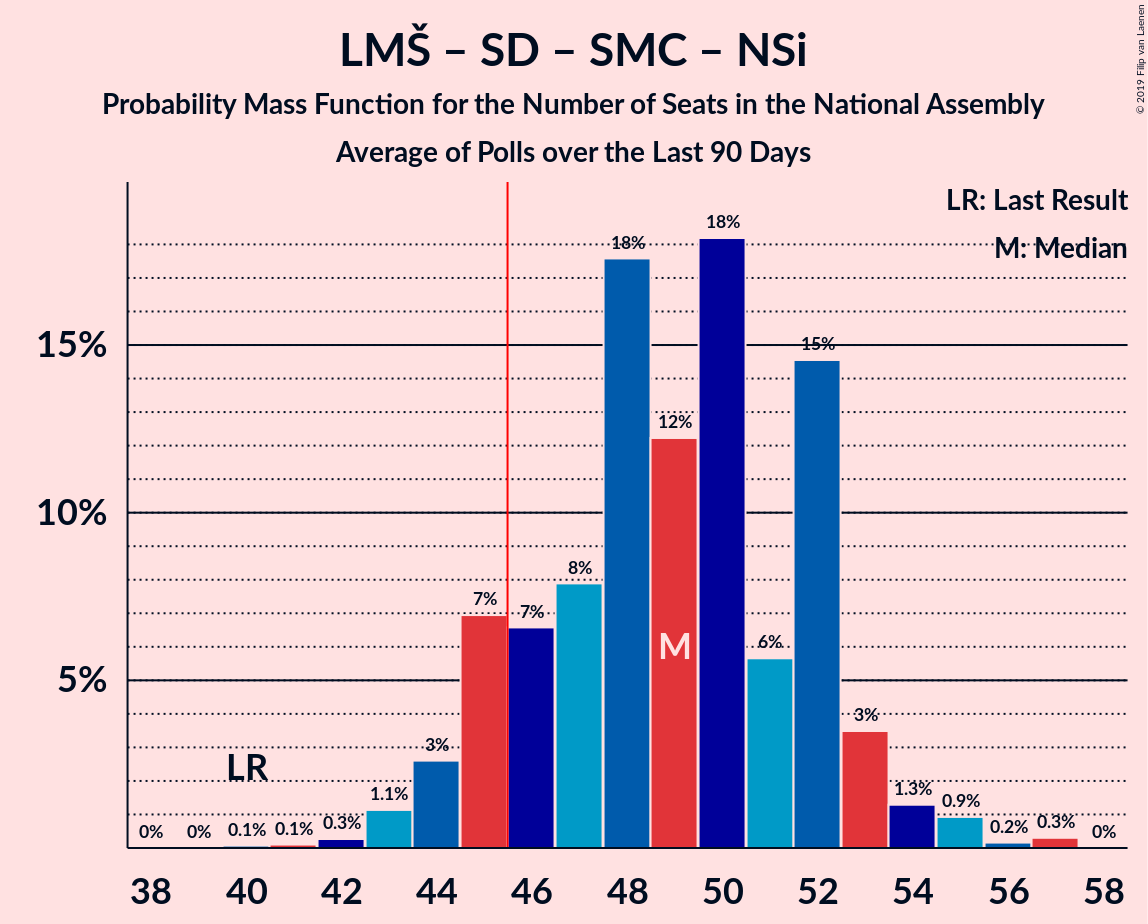 LMŠ – SD – SMC – NSi
Probability Mass Function for the Number of Seats in the National Assembly
Average of Polls over the Last 90 Days
© 2019 Filip van Laenen
LR: Last Result
M: Median
15%
10%
5%
0%
0%
0.1%
0.1%
0.3%
1.1%
3%
7%
7%
8%
18%
12%
18%
6%
15%
3%
1.3%
0.9%
0.2%
0.3%
0%
LR
M
38 40 42 44 46 48 50 52 54 56 58